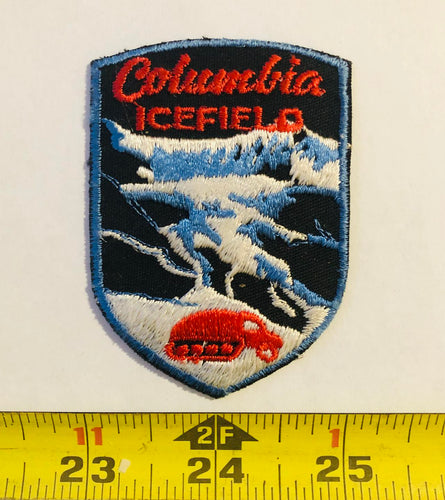 Columbia
ICEFIELD
11 2F 1
23 24 25